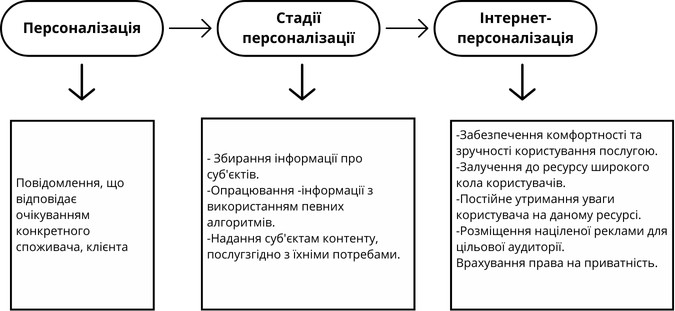 Персоналізація
Стадії
персоналізації
Інтернет-
персоналізація
Повідомлення, що
відповідає
очікуванням
конкретного
споживача, клієнта
- Збирання інформації про
суб'єктів.
-Опрацювання -інформації з
використанням певних
алгоритмів.
-Надання суб'єктам контенту,
послугзгідно з їхніми потребами.
-Забезпечення комфортності та
зручності користування послугою.
-Залучення до ресурсу широкого
кола користувачів.
-Постійне утримання уваги
користувача на даному ресурсі.
-Розміщення націленої реклами для
цільової аудиторії.
Врахування права на приватність.